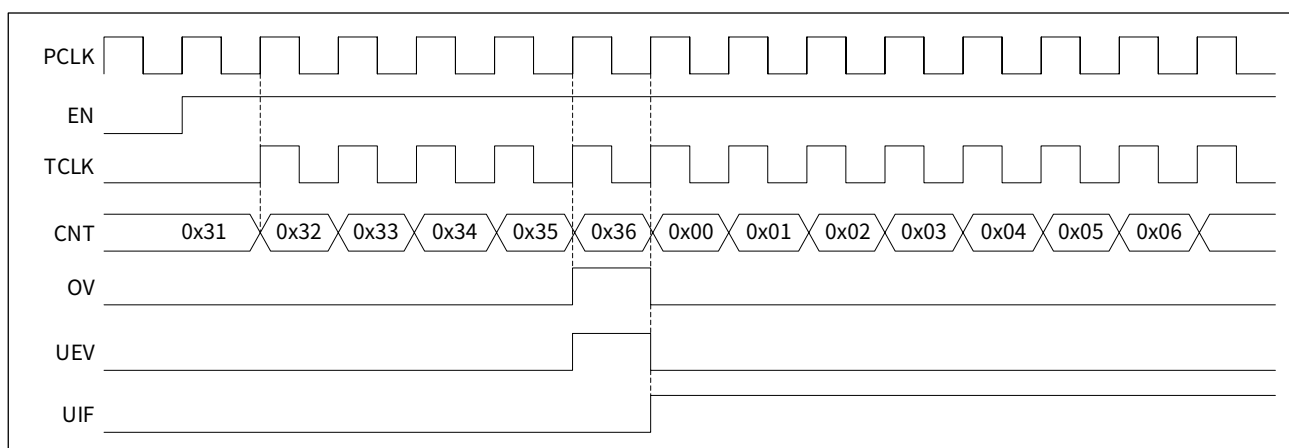 PCLK
EN
TCLK
CNT 0x31 0x32 0x33 0x34 0x35 0x36 0x00 0x01 0x02 0x03 0x04 0x05 0x06
OV
UEV
UIF